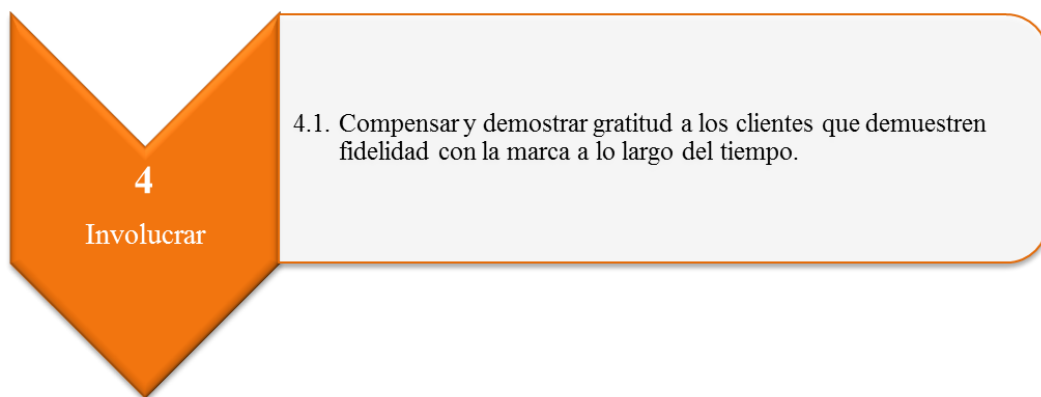 4
Involucrar
4.1. Compensar y demostrar gratitud a los clientes que demuestren
fidelidad con la marca a lo largo del tiempo.